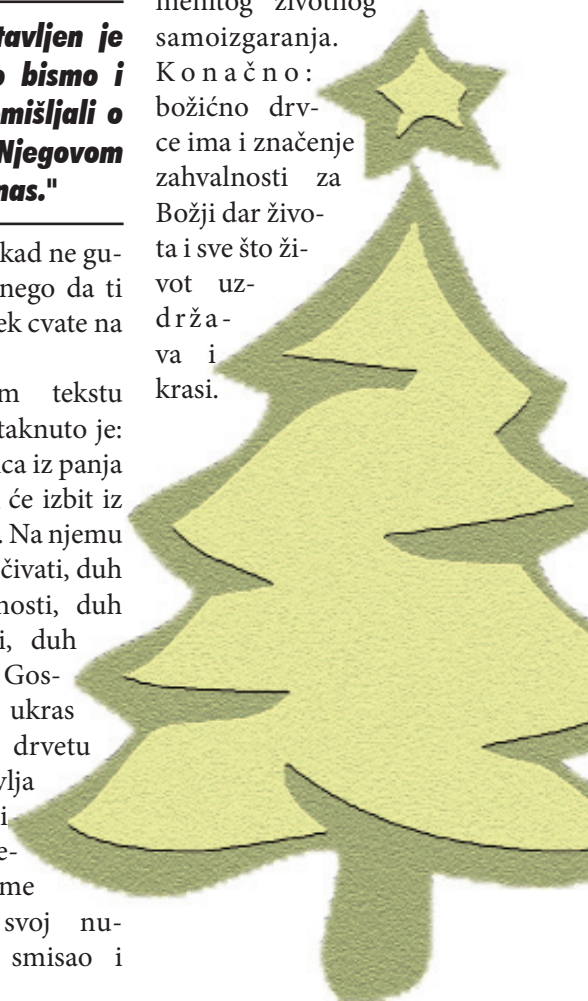 tavljen je
o bismo i
mišljali o
Njegovom
nas."
kad ne gu-
nego da ti
ek cvate na
m tekstu
taknuto je:
ca iz panja
će izbit iz
. Na njemu
čivati, duh
nosti, duh
i, duh
Gos-
ukras
drvetu
vlja
i
e-
me
svoj nu-
smisao i
menitog životnog
samoizgaranja.
Konačno:
božićno drv-
ce ima i značenje
zahvalnosti za
Božji dar živo-
ta i sve što ži-
vot uz-
drža-
va i
krasi.